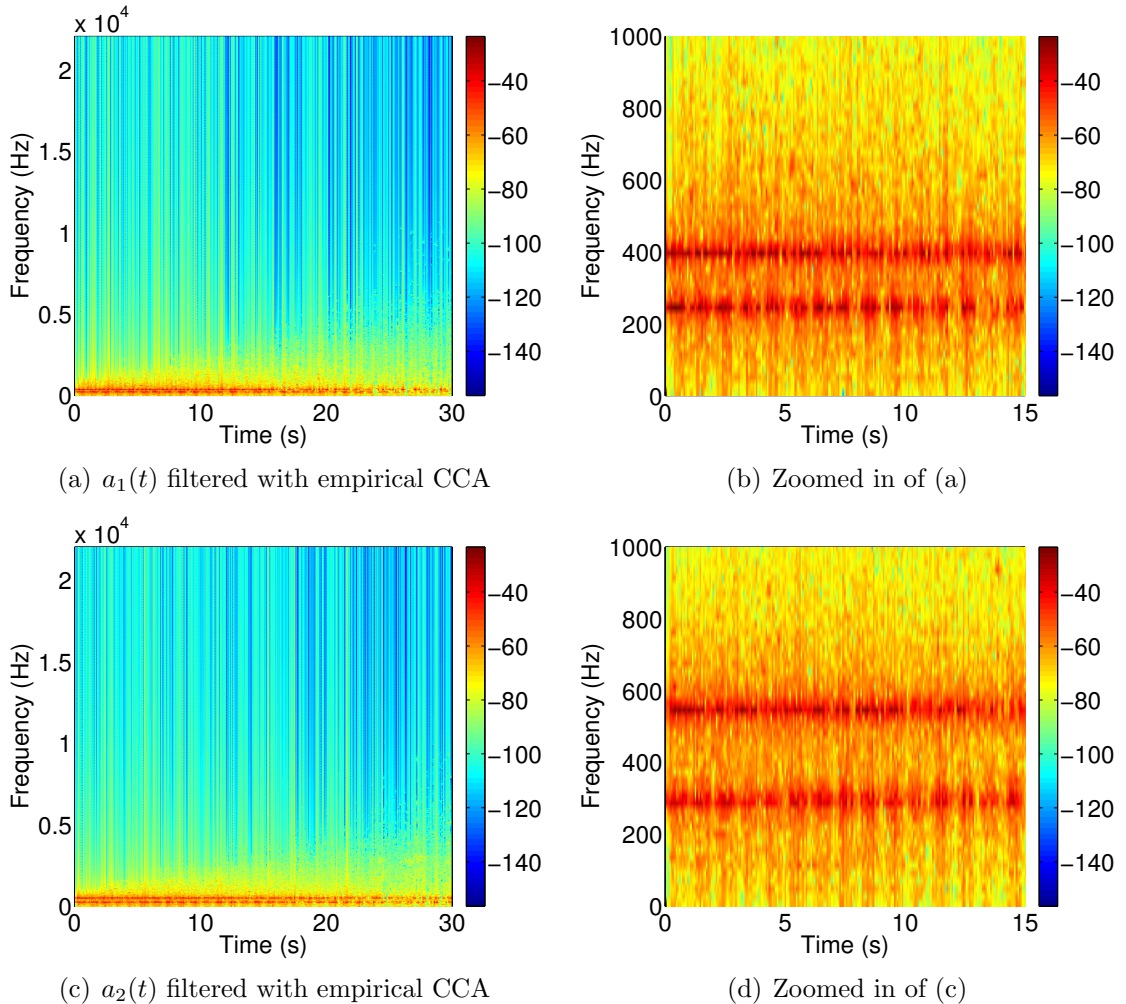 x 10^4
Frequency (Hz)
2
1.5
1
0.5
0
0 10 20 30
Time (s)
−40
−60
−80
−100
−120
−140
(a) a_1(t) filtered with empirical CCA
Frequency (Hz)
1000
800
600
400
200
0
0 5 10 15
Time (s)
−40
−60
−80
−100
−120
−140
(b) Zoomed in of (a)
x 10^4
Frequency (Hz)
2
1.5
1
0.5
0
0 10 20 30
Time (s)
−40
−60
−80
−100
−120
−140
(c) a_2(t) filtered with empirical CCA
Frequency (Hz)
1000
800
600
400
200
0
0 5 10 15
Time (s)
−40
−60
−80
−100
−120
−140
(d) Zoomed in of (c)